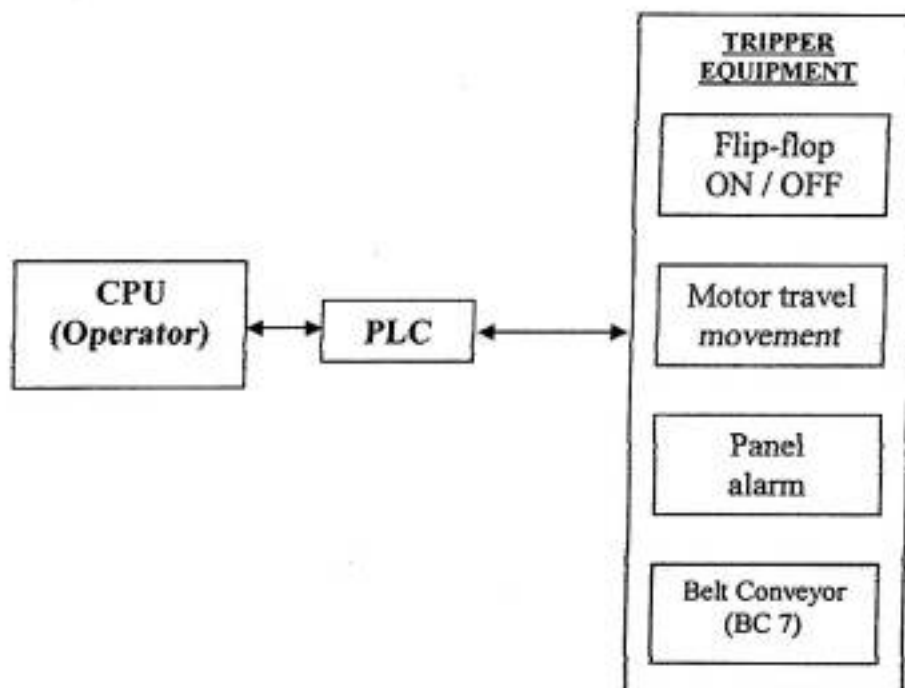 CPU
(Operator)
PLC
TRIPPER
EQUIPMENT
Flip-flop
ON / OFF
Motor travel
movement
Panel
alarm
Belt Conveyor
(BC 7)